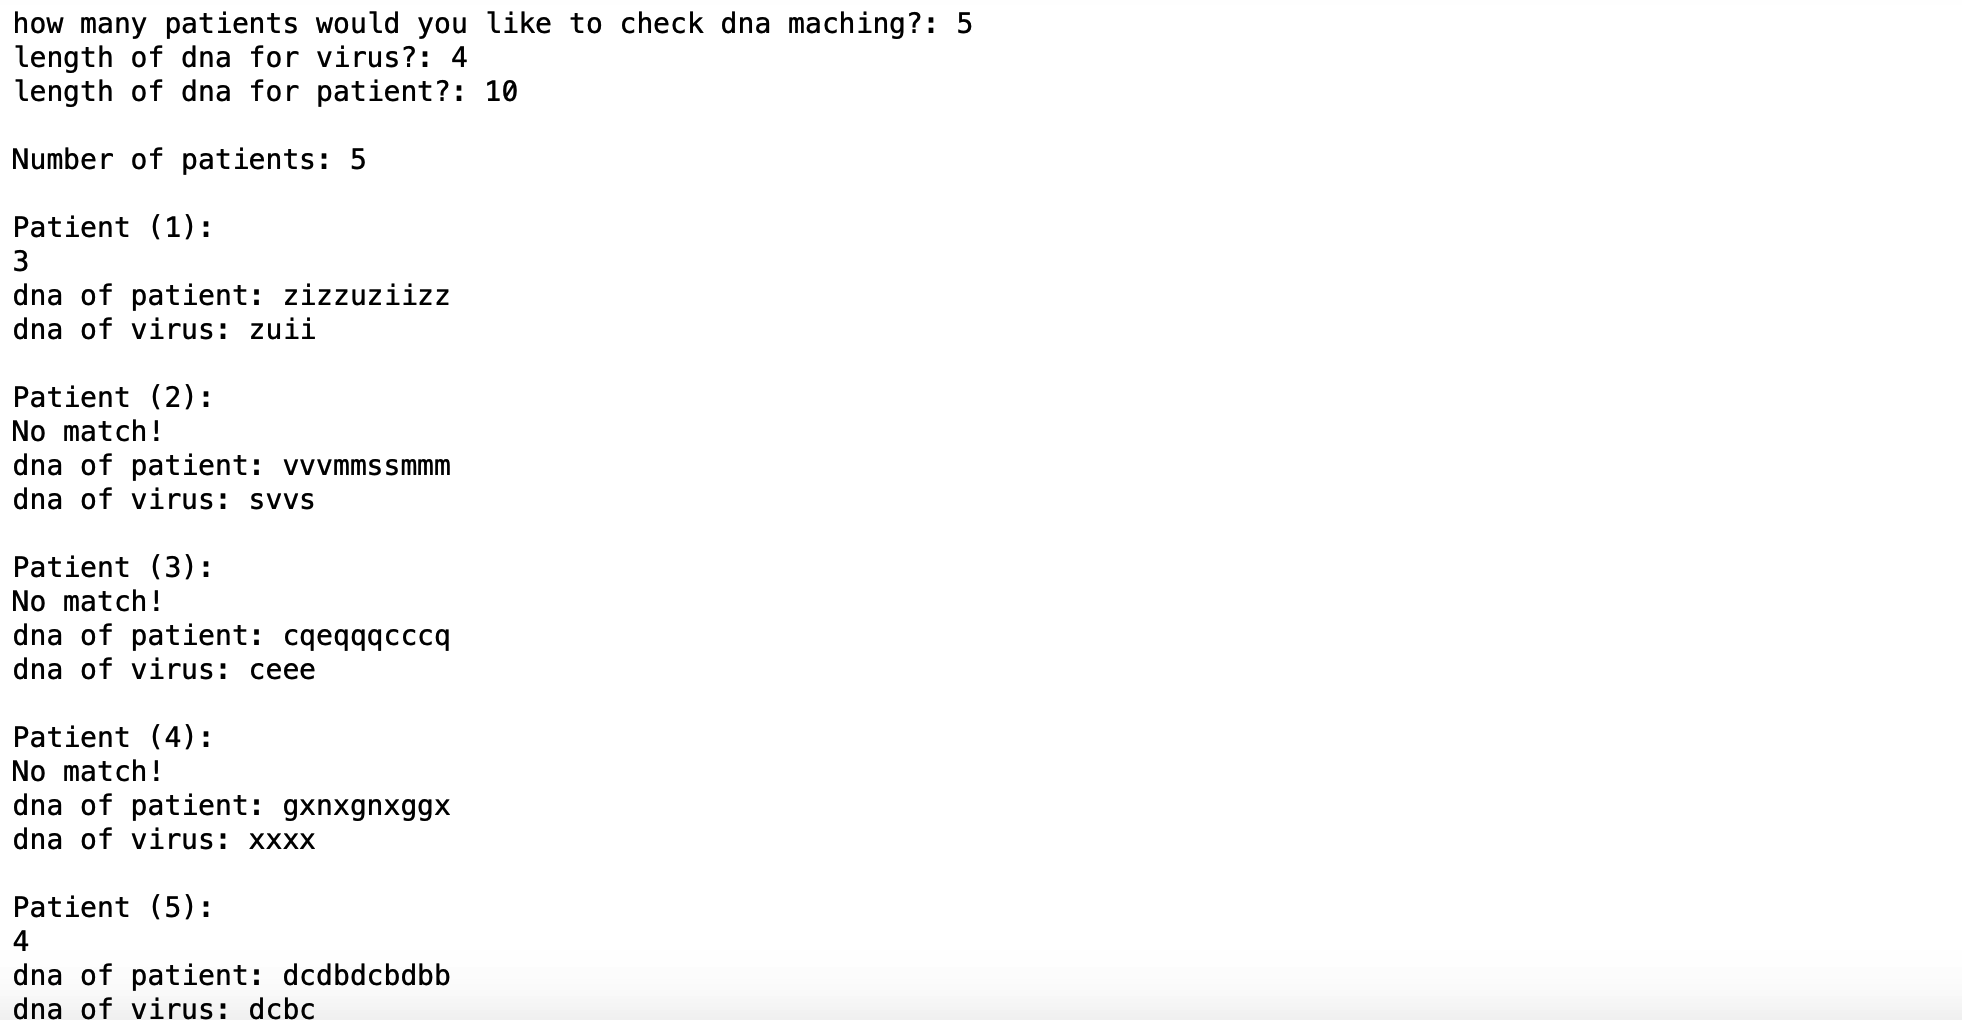 how many patients would you like to check dna maching?: 5
length of dna for virus?: 4
length of dna for patient?: 10
Number of patients: 5
Patient (1):
3
dna of patient: zizzuziizz
dna of virus: zuii
Patient (2):
No match!
dna of patient: vvvmmssmmm
dna of virus: svvs
Patient (3):
No match!
dna of patient: cqeqqqcccq
dna of virus: ceee
Patient (4):
No match!
dna of patient: gxnxgnxggx
dna of virus: xxxx
Patient (5):
4
dna of patient: dcdbdcbdbb
dna of virus: dcbc